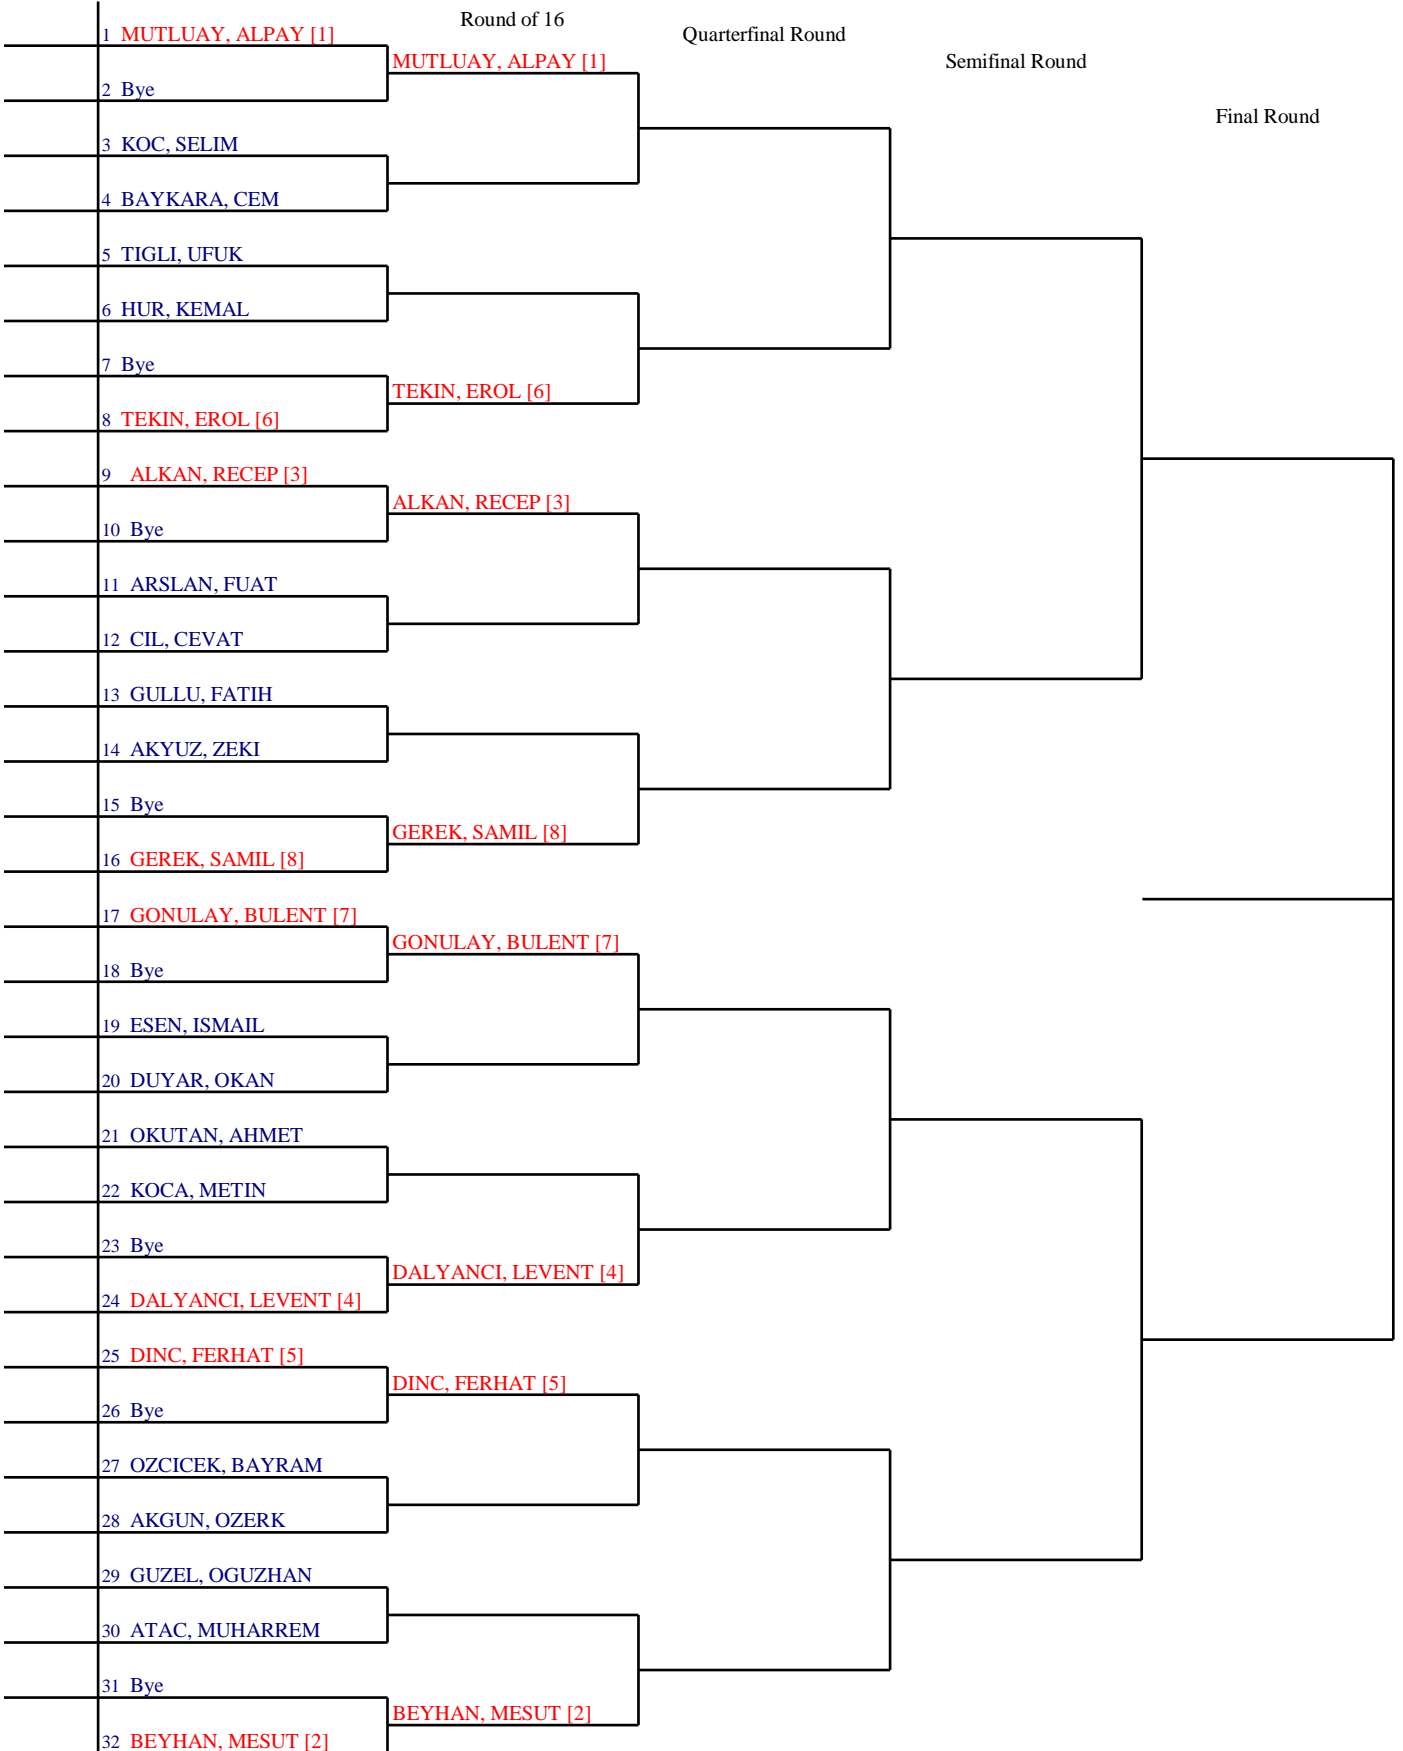 Round of 16
Quarterfinal Round
Semifinal Round
Final Round
1 MUTLUAY, ALPAY [1]
MUTLUAY, ALPAY [1]
2 Bye
3 KOC, SELIM
4 BAYKARA, CEM
5 TIGLI, UFUK
6 HUR, KEMAL
7 Bye
TEKIN, EROL [6]
8 TEKIN, EROL [6]
9 ALKAN, RECEP [3]
ALKAN, RECEP [3]
10 Bye
11 ARSLAN, FUAT
12 CIL, CEVAT
13 GULLU, FATIH
14 AKYUZ, ZEKI
15 Bye
GEREK, SAMIL [8]
16 GEREK, SAMIL [8]
17 GONULAY, BULENT [7]
GONULAY, BULENT [7]
18 Bye
19 ESEN, ISMAIL
20 DUYAR, OKAN
21 OKUTAN, AHMET
22 KOCA, METIN
23 Bye
DALYANCI, LEVENT [4]
24 DALYANCI, LEVENT [4]
25 DINC, FERHAT [5]
DINC, FERHAT [5]
26 Bye
27 OZCICEK, BAYRAM
28 AKGUN, OZERK
29 GUZEL, OGUZHAN
30 ATAC, MUHARREM
31 Bye
BEYHAN, MESUT [2]
32 BEYHAN, MESUT [2]